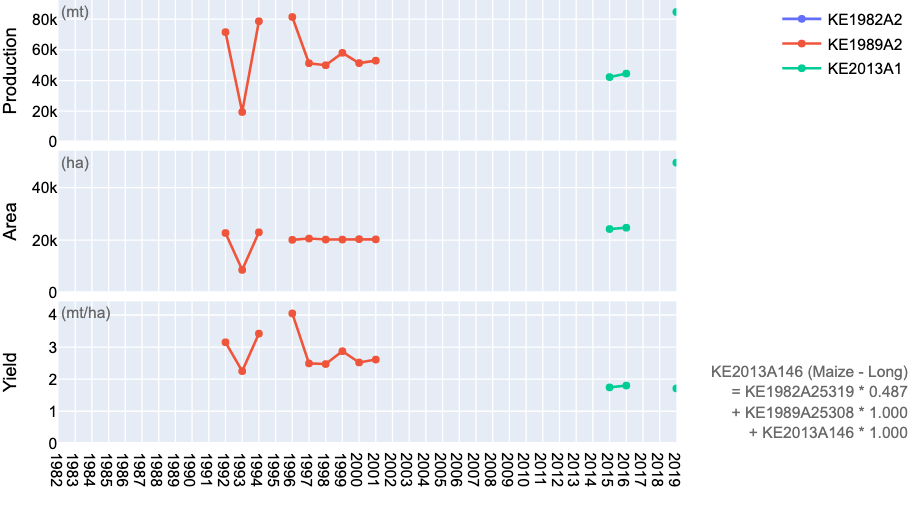 (mt)
80k
60k
40k
20k
0
Production
KE1982A2
KE1989A2
KE2013A1
(ha)
40k
20k
0
Area
(mt/ha)
4
3
2
1
0
Yield
KE2013A146 (Maize - Long)
= KE1982A25319 * 0.487
+ KE1989A25308 * 1.000
+ KE2013A146 * 1.000
1982
1983
1984
1985
1986
1987
1988
1989
1990
1991
1992
1993
1994
1995
1996
1997
1998
1999
2000
2001
2002
2003
2004
2005
2006
2007
2008
2009
2010
2011
2012
2013
2014
2015
2016
2017
2018
2019